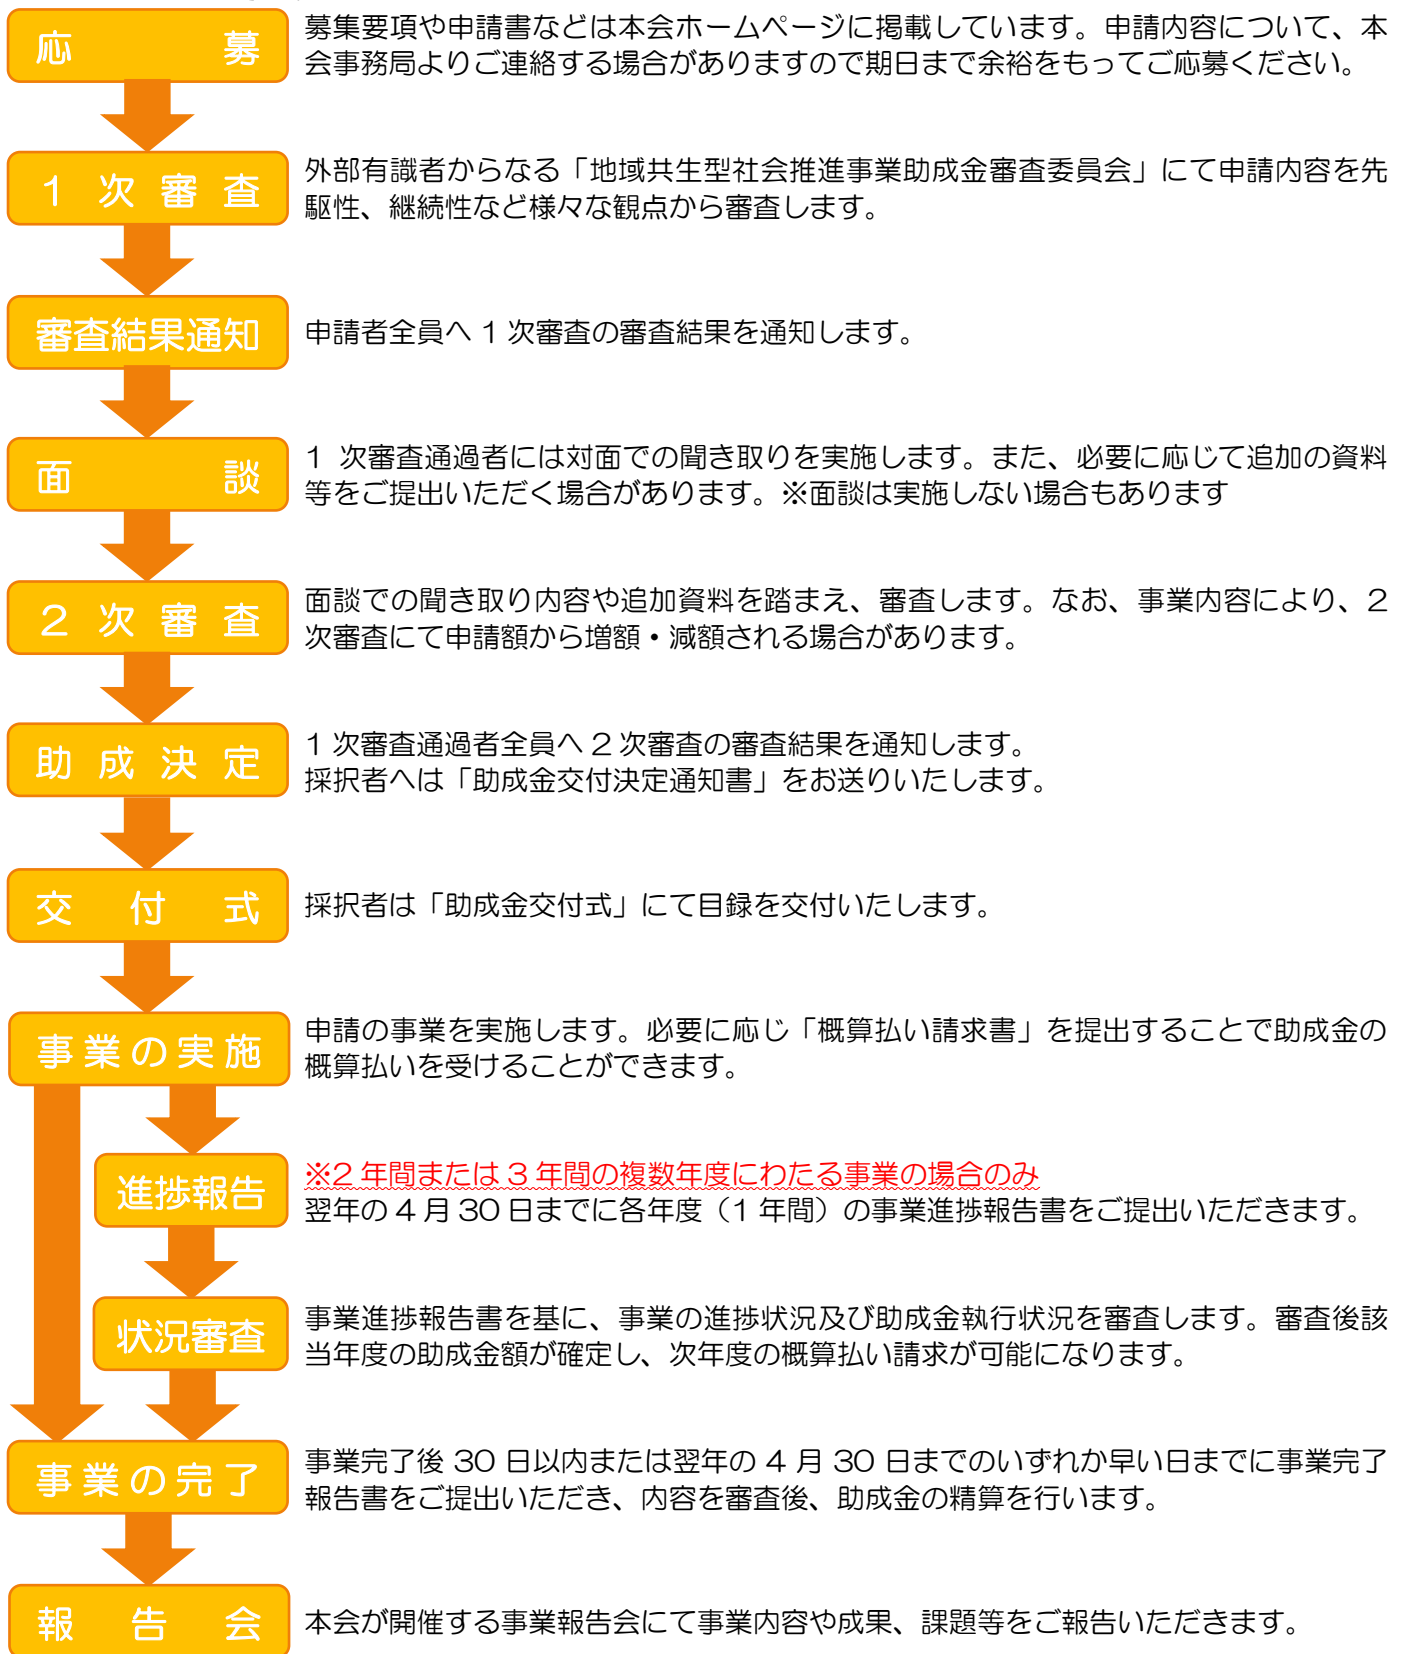 応募
募集要項や申請書などは本会ホームページに掲載しています。申請内容について、本
会事務局よりご連絡する場合がありますので期日まで余裕をもってご応募ください。
1次審査
外部有識者からなる「地域共生型社会推進事業助成金審査委員会」にて申請内容を先
駆性、継続性など様々な観点から審査します。
審査結果通知
申請者全員へ1次審査の審査結果を通知します。
面談
1 次審査通過者には対面での聞き取りを実施します。また、必要に応じて追加の資料
等をご提出いただく場合があります。※面談は実施しない場合もあります
2次審査
面談での聞き取り内容や追加資料を踏まえ、審査します。なお、事業内容により、2
次審査にて申請額から増額・減額される場合があります。
助成決定
1次審査通過者全員へ2次審査の審査結果を通知します。
採択者へは「助成金交付決定通知書」をお送りいたします。
交付式
採択者は「助成金交付式」にて目録を交付いたします。
事業の実施
申請の事業を実施します。必要に応じ「概算払い請求書」を提出することで助成金の
概算払いを受けることができます。
進捗報告
※2年間または3年間の複数年度にわたる事業の場合のみ
翌年の4月30日までに各年度（1年間）の事業進捗報告書をご提出いただきます。
状況審査
事業進捗報告書を基に、事業の進捗状況及び助成金執行状況を審査します。審査後該
当年度の助成金額が確定し、次年度の概算払い請求が可能になります。
事業の完了
事業完了後 30 日以内または翌年の 4 月 30 日までのいずれか早い日までに事業完了
報告書をご提出いただき、内容を審査後、助成金の精算を行います。
報告会
本会が開催する事業報告会にて事業内容や成果、課題等をご報告いただきます。